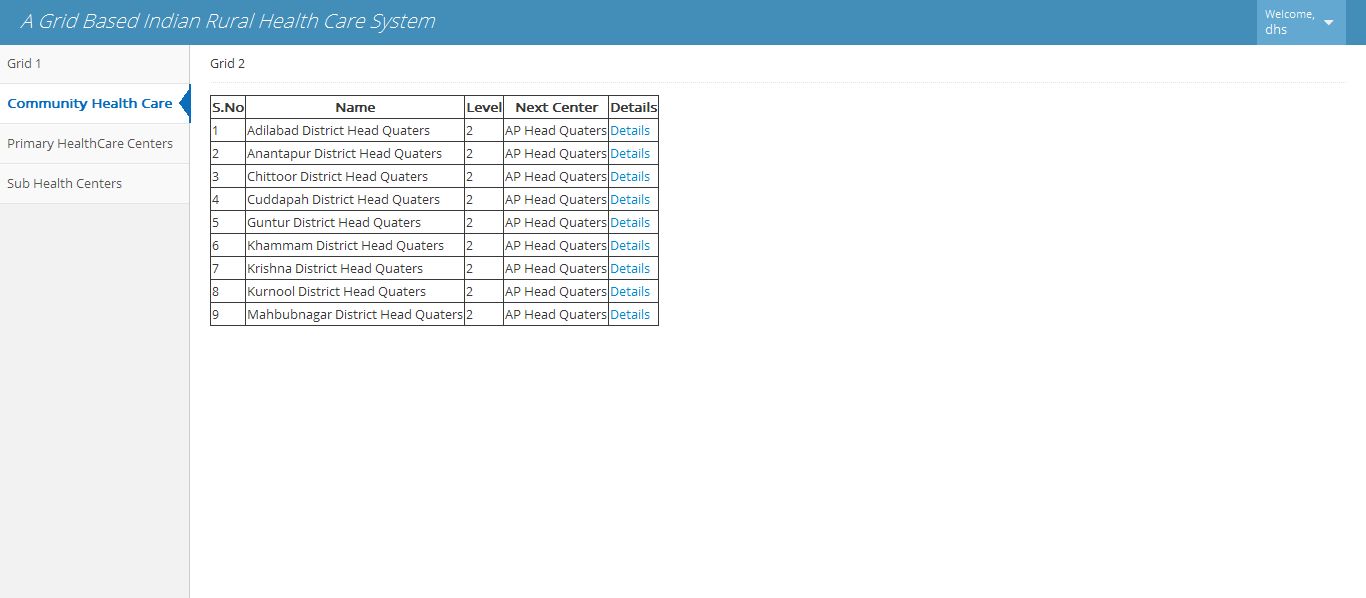 A Grid Based Indian Rural Health Care System
Welcome,
dhs
Grid 1
Community Health Care
Primary HealthCare Centers
Sub Health Centers
Grid 2
S.No Name Level Next Center Details
1 Adilabad District Head Quaters 2 AP Head Quaters Details
2 Anantapur District Head Quaters 2 AP Head Quaters Details
3 Chittoor District Head Quaters 2 AP Head Quaters Details
4 Cuddapah District Head Quaters 2 AP Head Quaters Details
5 Guntur District Head Quaters 2 AP Head Quaters Details
6 Khammam District Head Quaters 2 AP Head Quaters Details
7 Krishna District Head Quaters 2 AP Head Quaters Details
8 Kurnool District Head Quaters 2 AP Head Quaters Details
9 Mahbubnagar District Head Quaters 2 AP Head Quaters Details